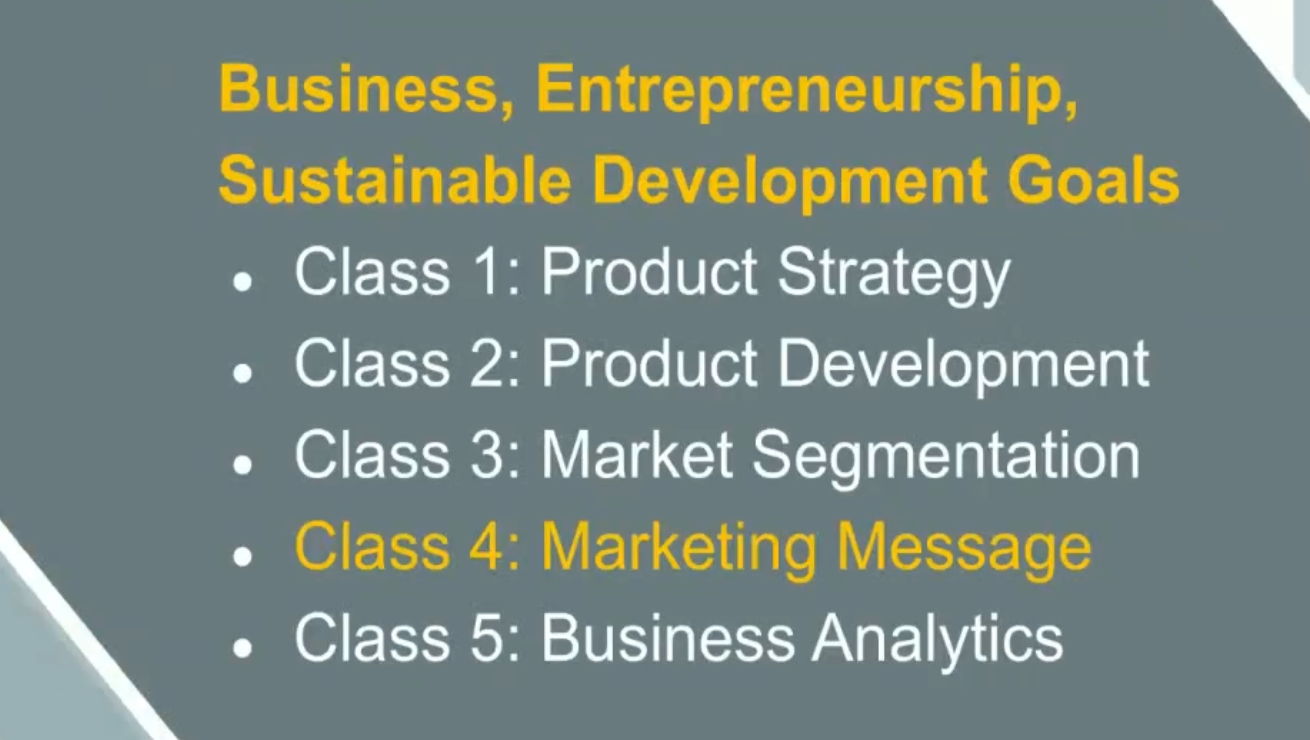 Business, Entrepreneurship,
Sustainable Development Goals
• Class 1: Product Strategy
• Class 2: Product Development
• Class 3: Market Segmentation
• Class 4: Marketing Message
• Class 5: Business Analytics